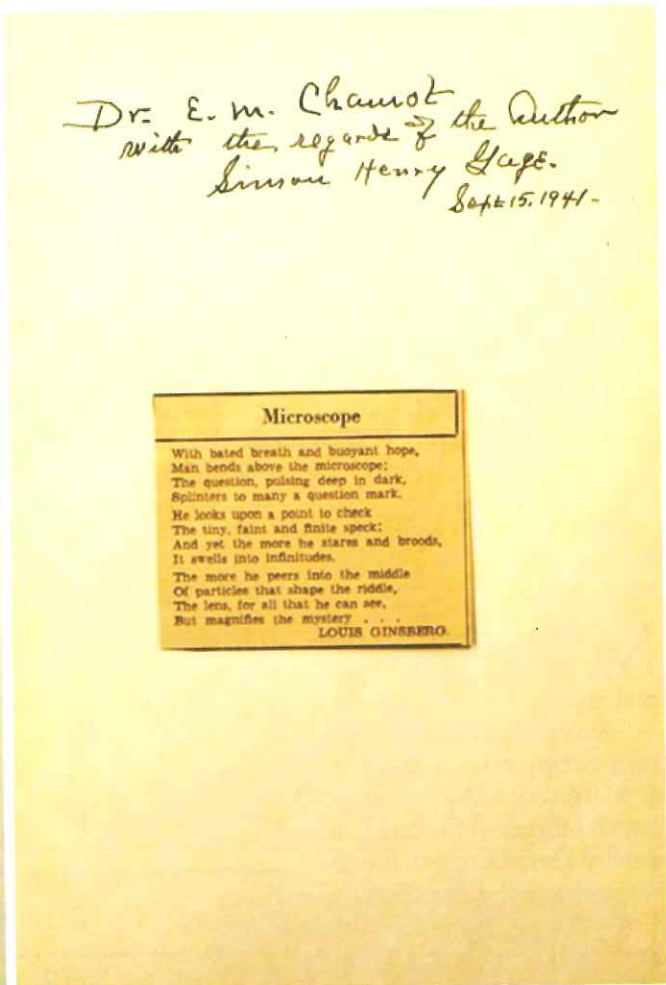 Dr. E. M. Chamot
with the regards of the Author
Simon Henry Gage.
Sept 15. 1941-
Microscope
With bated breath and buoyant hope,
Man bends above the microscope;
The question, pulsing deep in dark,
Splinters to many a question mark.
He looks upon a point to check
The tiny, faint and finite speck;
And yet the more he stares and broods,
It swells into infinitudes.
The more he peers into the middle
Of particles that shape the riddle,
The lens, for all that he can see,
But magnifies the mystery . . .
LOUIS GINSBERG.